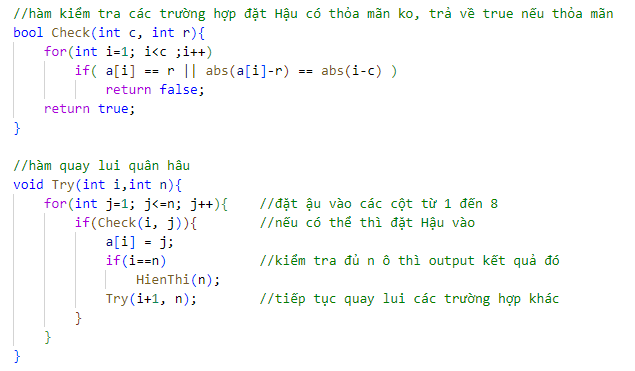 //hàm kiểm tra các trường hợp đặt Hậu có thỏa mãn ko, trả về true nếu thỏa mãn
bool Check(int c, int r){
    for(int i=1; i<c ;i++)
        if( a[i] == r || abs(a[i]-r) == abs(i-c) )
            return false;
    return true;
}

//hàm quay lui quân hâu
void Try(int i,int n){
    for(int j=1; j<=n; j++){    //đặt ậu vào các cột từ 1 đến 8
        if(Check(i, j)){        //nếu có thể thì đặt Hậu vào
            a[i] = j;
            if(i==n)            //kiểm tra đủ n ô thì output kết quả đó
                HienThi(n);
            Try(i+1, n);        //tiếp tục quay lui các trường hợp khác
        }
    }
}